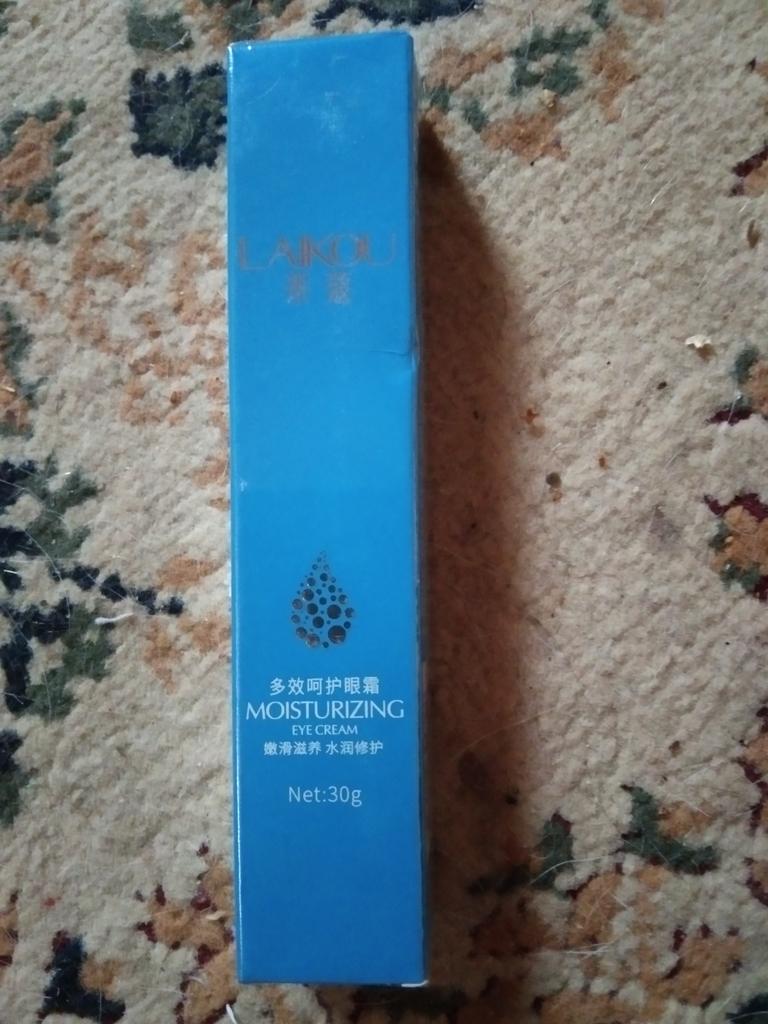 LAIKOU
莱蔻
多效呵护眼霜
MOISTURIZING
EYE CREAM
嫩滑滋养 水润修护
Net:30g